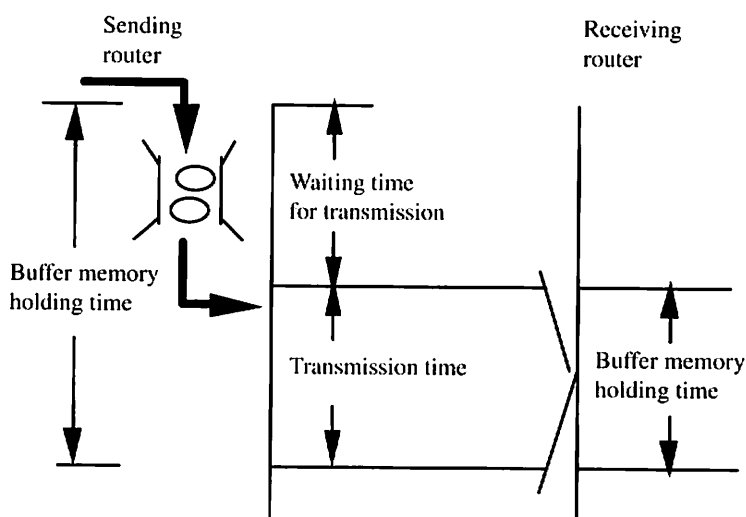 Sending
router
Receiving
router
Waiting time
for transmission
Buffer memory
holding time
Transmission time
Buffer memory
holding time